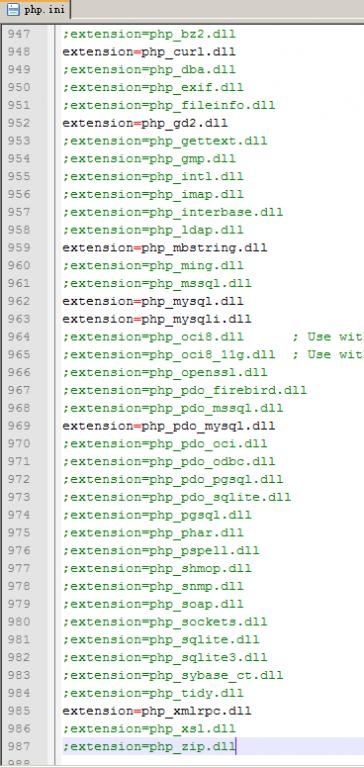 php.ini
947 ;extension=php_bz2.dll
948 extension=php_curl.dll
949 ;extension=php_dba.dll
950 ;extension=php_exif.dll
951 ;extension=php_fileinfo.dll
952 extension=php_gd2.dll
953 ;extension=php_gettext.dll
954 ;extension=php_gmp.dll
955 ;extension=php_intl.dll
956 ;extension=php_imap.dll
957 ;extension=php_interbase.dll
958 ;extension=php_ldap.dll
959 extension=php_mbstring.dll
960 ;extension=php_ming.dll
961 ;extension=php_mssql.dll
962 extension=php_mysql.dll
963 extension=php_mysqli.dll
964 ;extension=php_oci8.dll ; Use wit
965 ;extension=php_oci8_11g.dll ; Use wit
966 ;extension=php_openssl.dll
967 ;extension=php_pdo_firebird.dll
968 ;extension=php_pdo_mssql.dll
969 extension=php_pdo_mysql.dll
970 ;extension=php_pdo_oci.dll
971 ;extension=php_pdo_odbc.dll
972 ;extension=php_pdo_pgsql.dll
973 ;extension=php_pdo_sqlite.dll
974 ;extension=php_pgsql.dll
975 ;extension=php_phar.dll
976 ;extension=php_pspell.dll
977 ;extension=php_shmop.dll
978 ;extension=php_snmp.dll
979 ;extension=php_soap.dll
980 ;extension=php_sockets.dll
981 ;extension=php_sqlite.dll
982 ;extension=php_sqlite3.dll
983 ;extension=php_sybase_ct.dll
984 ;extension=php_tidy.dll
985 extension=php_xmlrpc.dll
986 ;extension=php_xsl.dll
987 ;extension=php_zip.dll
988